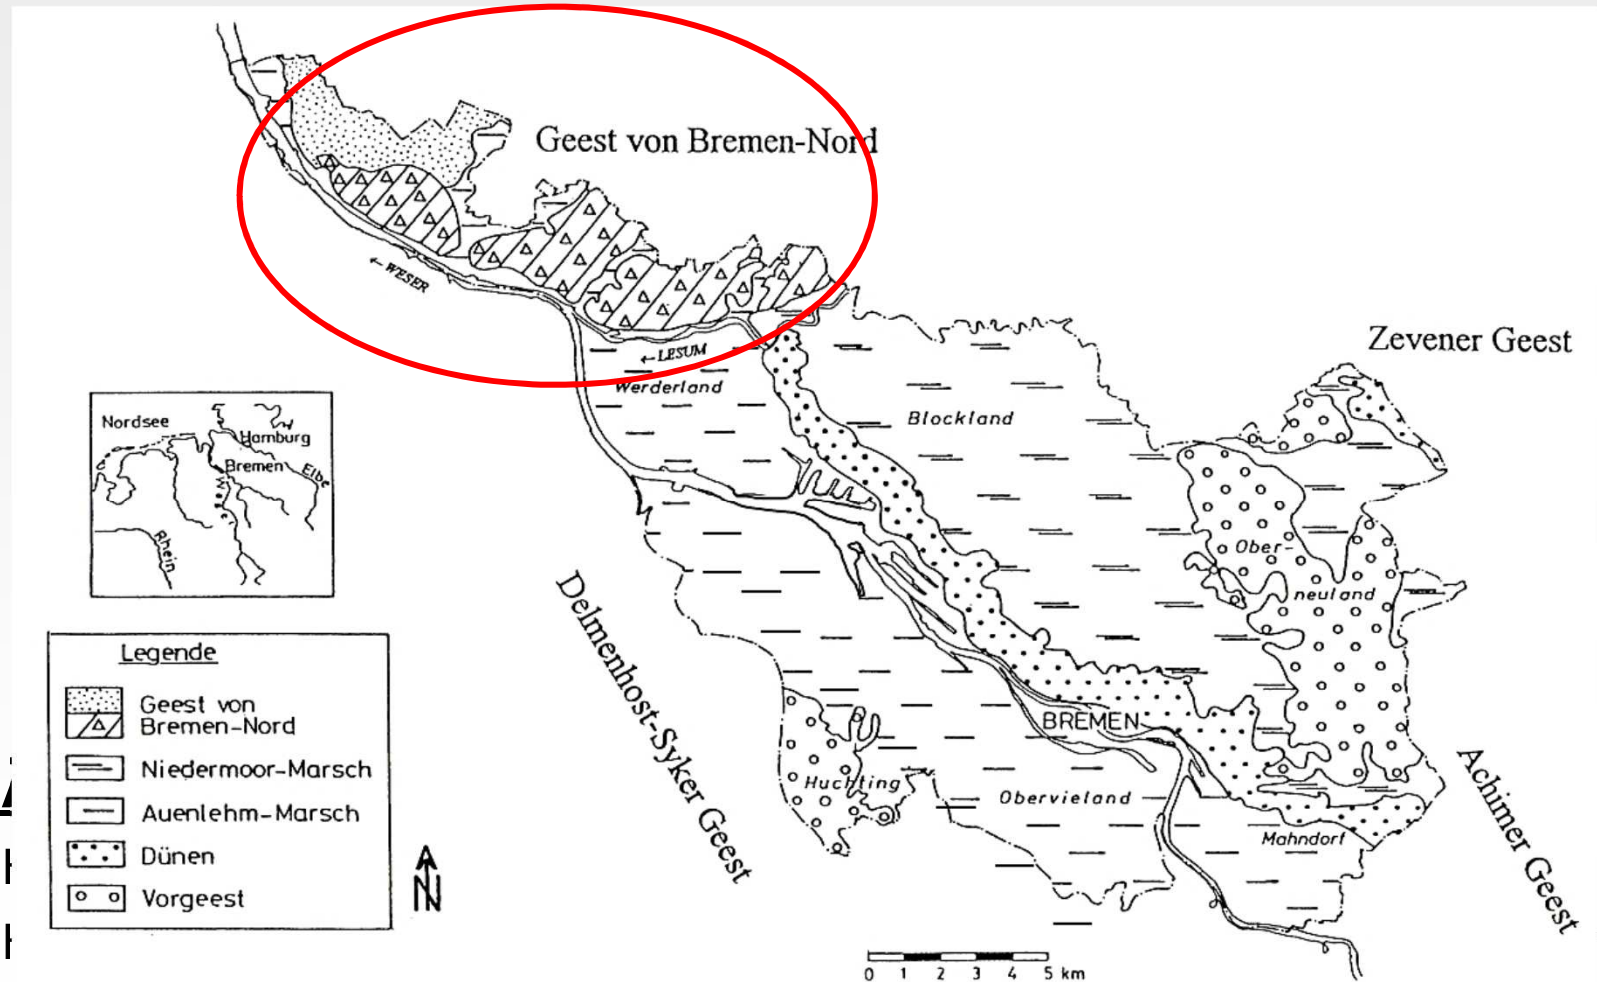 Geest von Bremen-Nord
Zevener Geest
← WESER
← LESUM
Werderland
Blockland
Nordsee
Hamburg
Bremen
Elbe
Rhein
Ober-
neuland
Delmenhost-Syker Geest
Legende
Geest von
Bremen-Nord
Niedermoor-Marsch
Auenlehm-Marsch
Dünen
Vorgeest
N
BREMEN
Huchting
Obervieland
Mahndorf
Achimer Geest
0 1 2 3 4 5 km